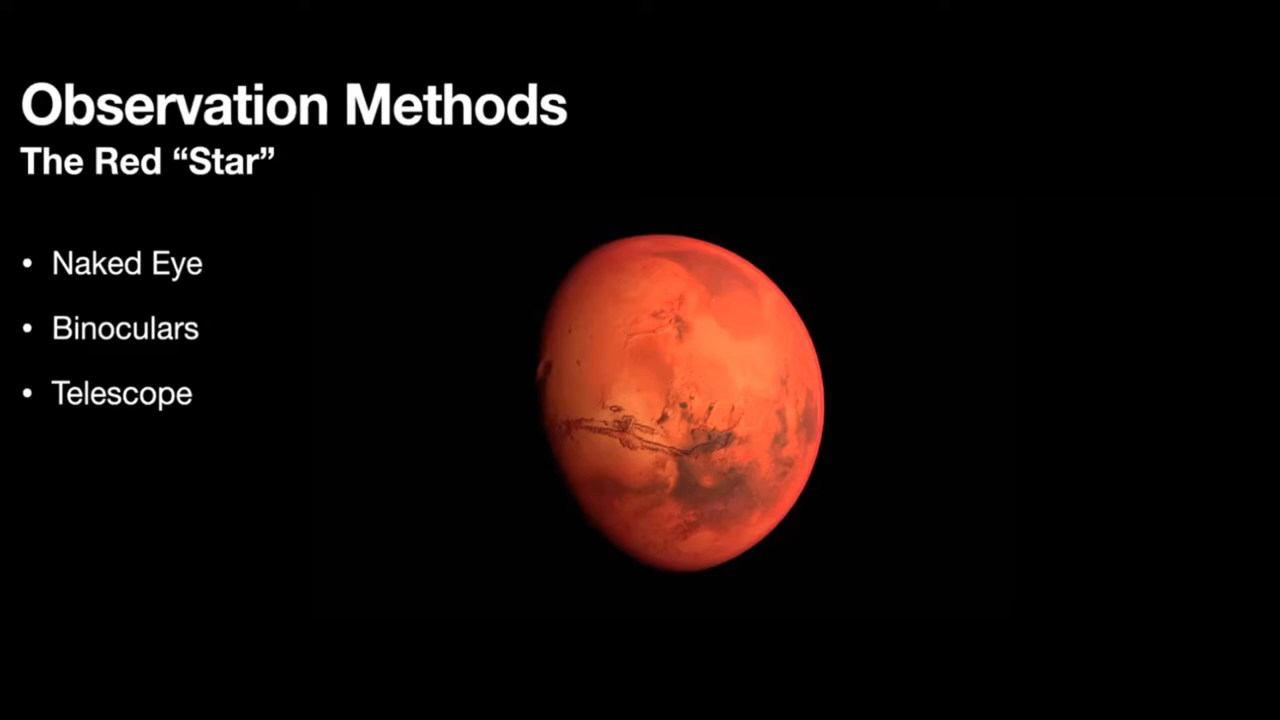 Observation Methods
The Red “Star”
• Naked Eye
• Binoculars
• Telescope